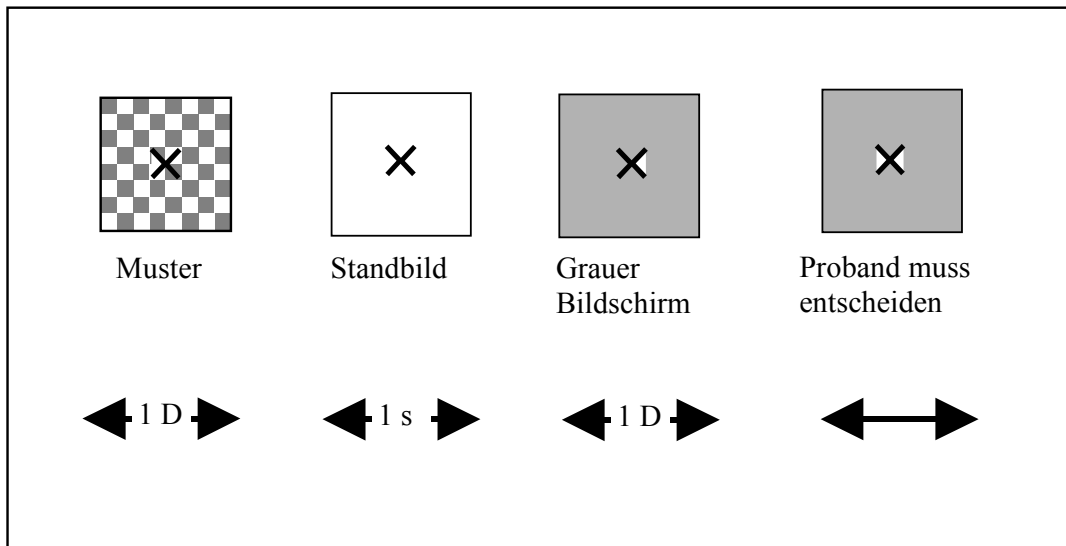 Muster
Standbild
Grauer
Bildschirm
Proband muss
entscheiden
1 D
1 s
1 D